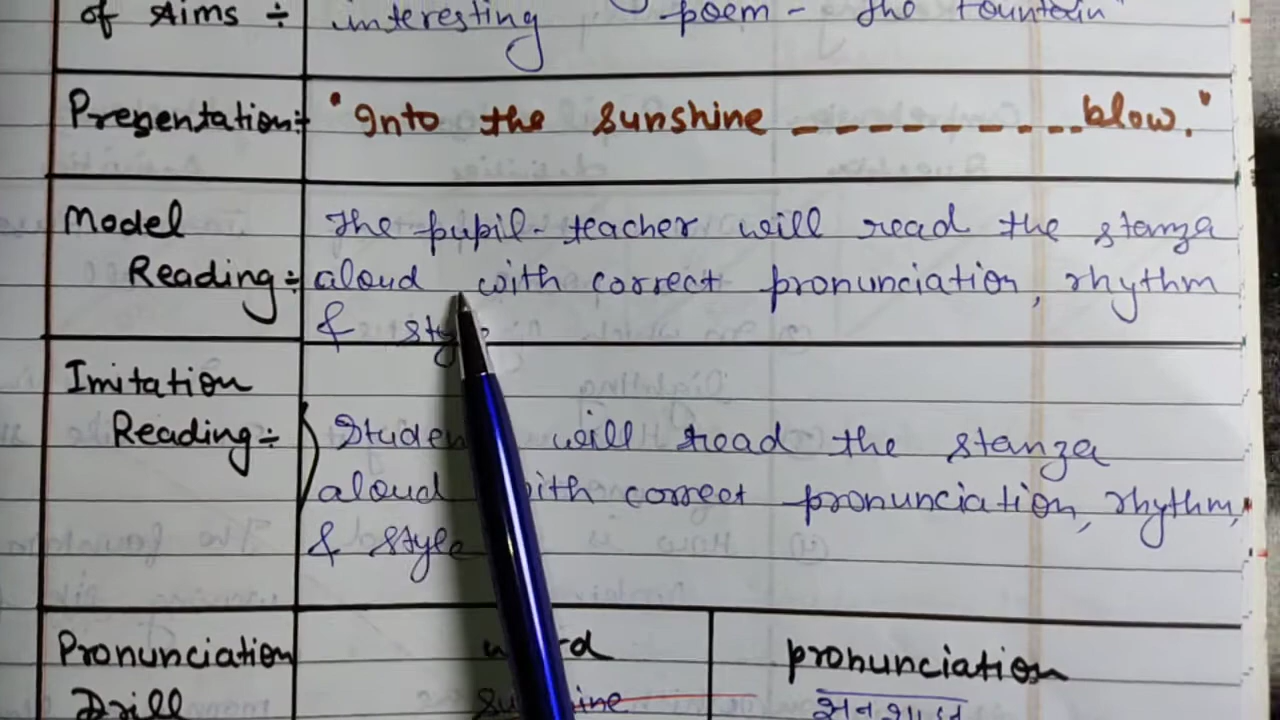 of Aims ÷ interesting poem - the Fountain"
Presentation ÷ "Into the sunshine ---------- blow."
Model The pupil-teacher will read the stanza
Reading ÷ aloud with correct pronunciation, rhythm
& style
Imitation
Reading ÷ Studen will read the stanza
aloud with correct pronunciation, rhythm,
& style
Pronunciation word pronunciation
Drill sunshine